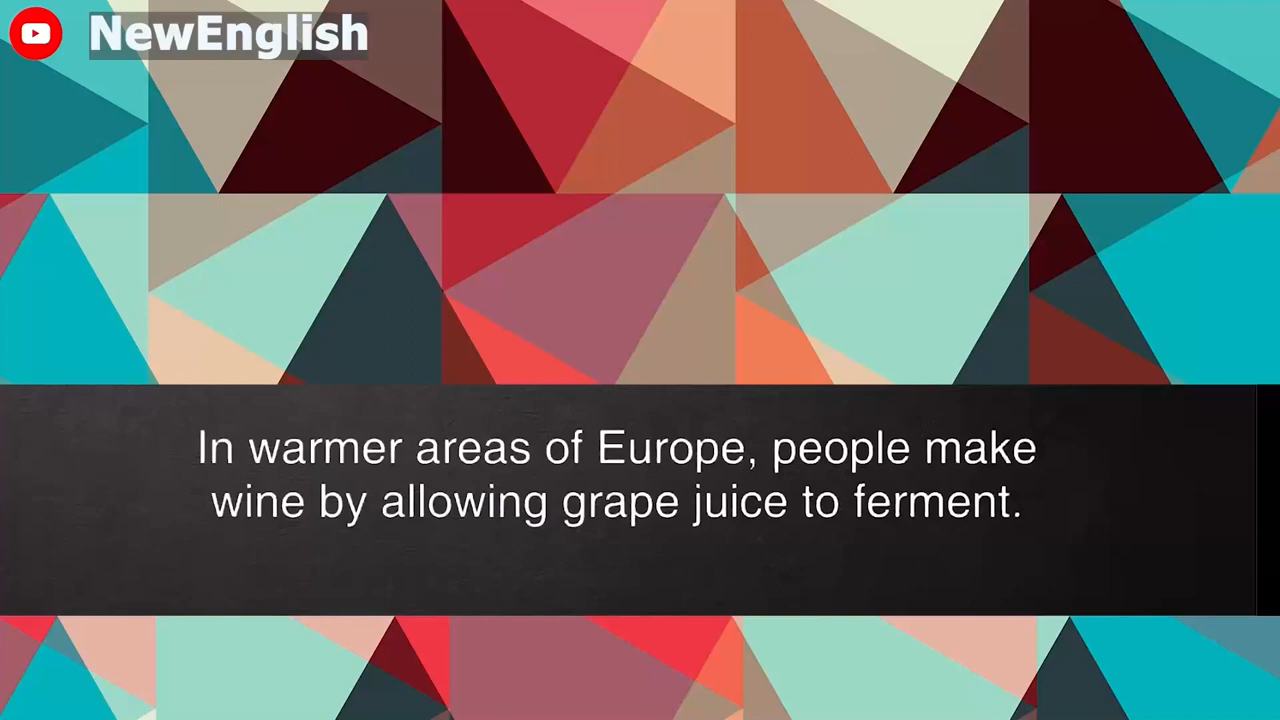 NewEnglish
In warmer areas of Europe, people make
wine by allowing grape juice to ferment.